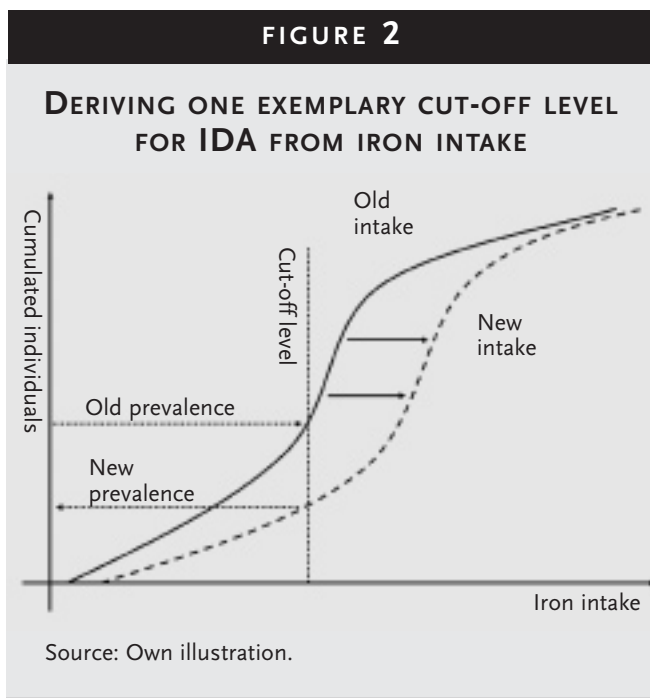 FIGURE 2
DERIVING ONE EXEMPLARY CUT-OFF LEVEL
FOR IDA FROM IRON INTAKE
Cumulated individuals
Old
intake
Cut-off level
New
intake
Old prevalence
New
prevalence
Iron intake
Source: Own illustration.